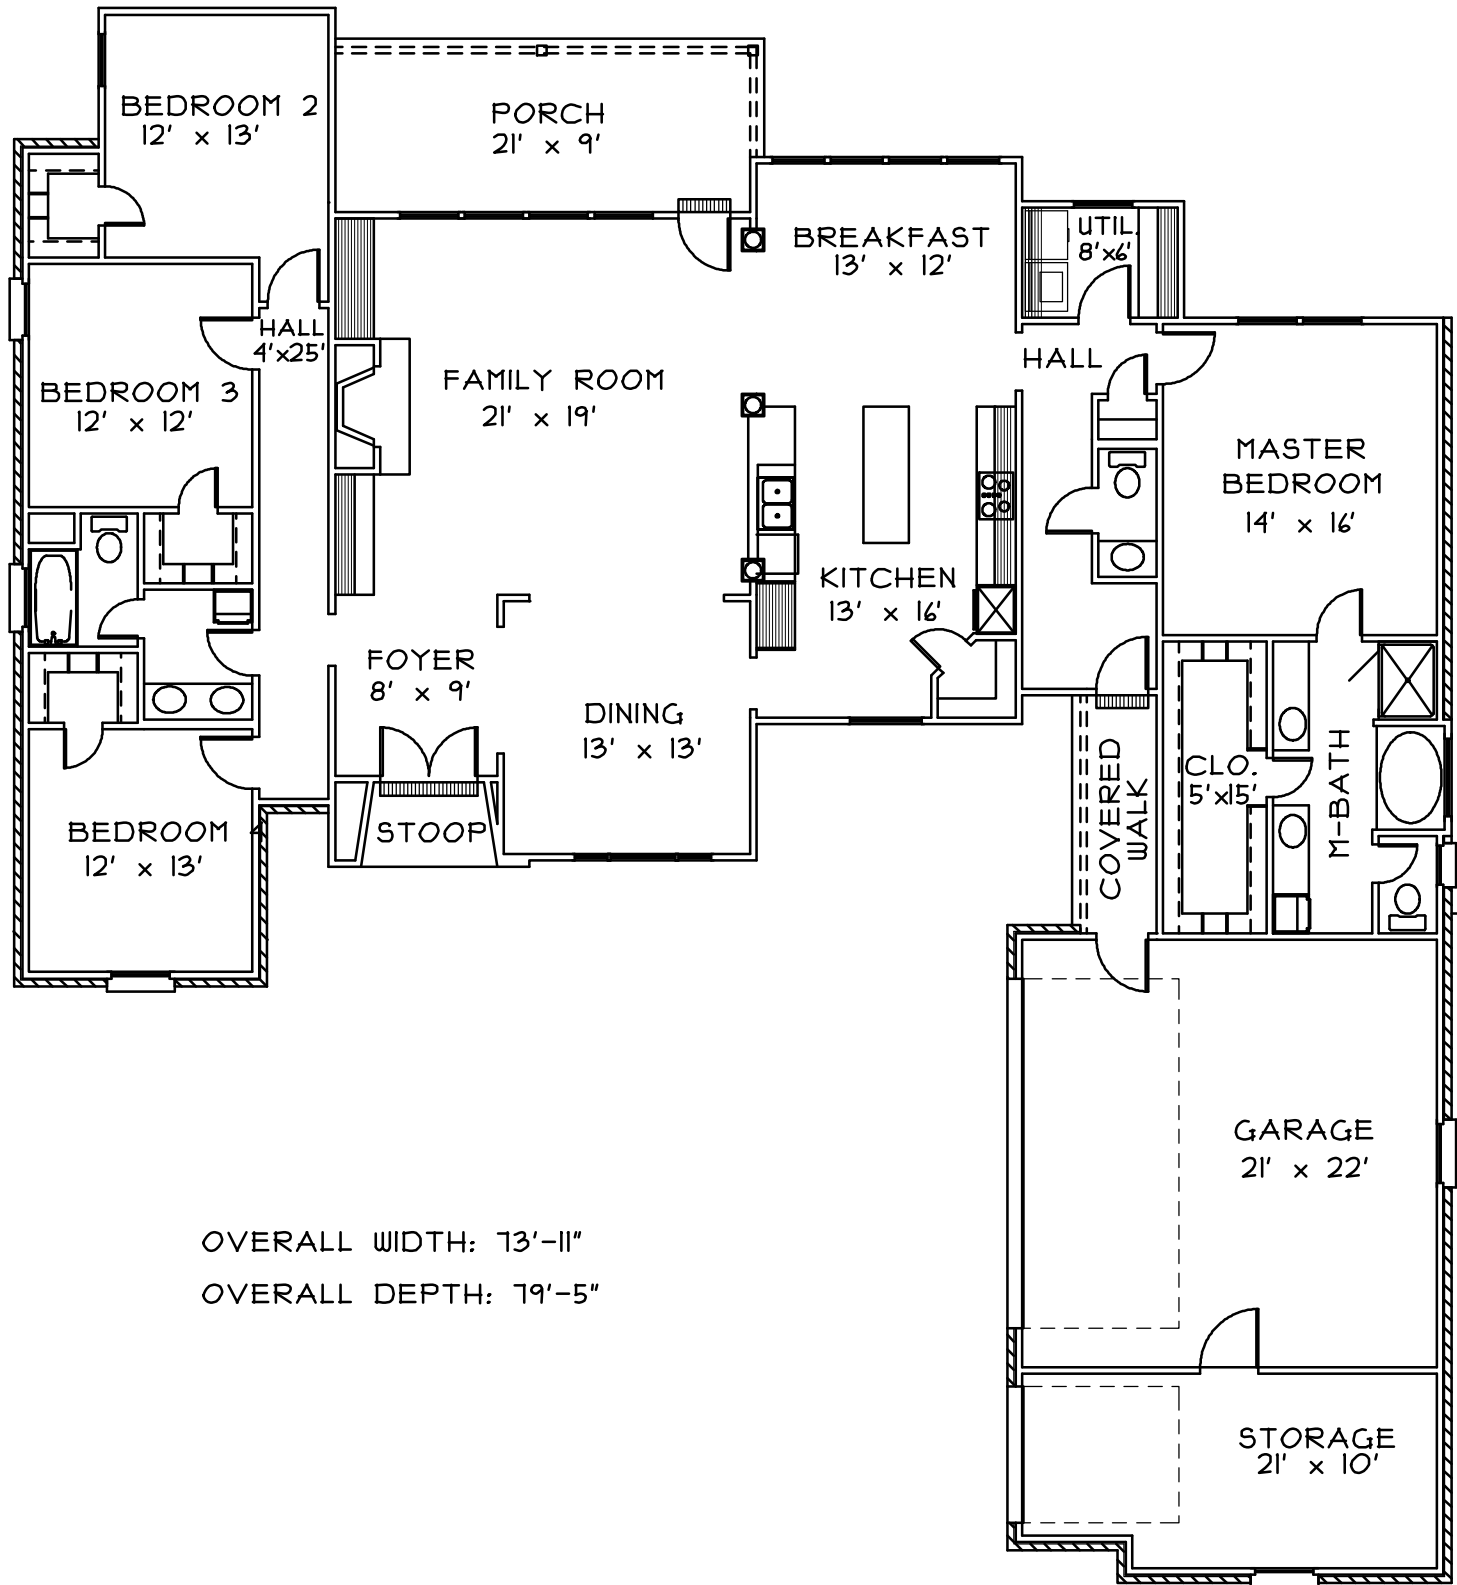 BEDROOM 2
12' x 13'
PORCH
21' x 9'
BREAKFAST
13' x 12'
UTIL.
8'x6'
HALL
4'x25'
HALL
BEDROOM 3
12' x 12'
FAMILY ROOM
21' x 19'
MASTER
BEDROOM
14' x 16'
KITCHEN
13' x 16'
FOYER
8' x 9'
DINING
13' x 13'
CLO.
5'x15'
M-BATH
COVERED
WALK
STOOP
BEDROOM 4
12' x 13'
GARAGE
21' x 22'
OVERALL WIDTH: 73'-11"
OVERALL DEPTH: 79'-5"
STORAGE
21' x 10'